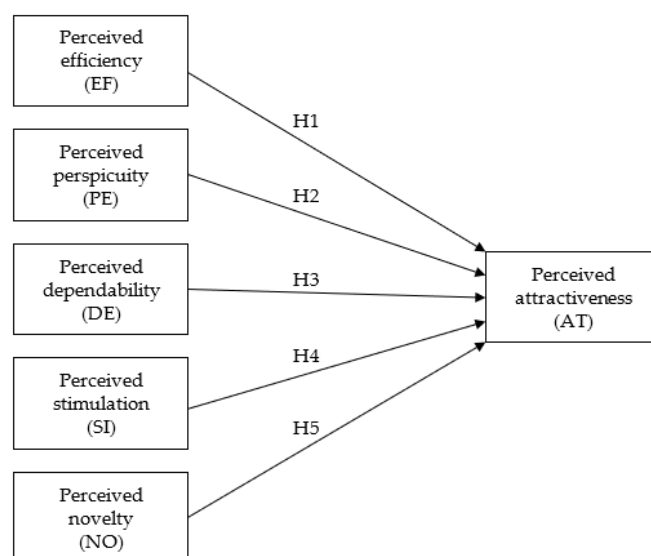 Perceived
efficiency
(EF)
H1
Perceived
perspicuity
(PE)
H2
Perceived
dependability
(DE)
H3
Perceived
attractiveness
(AT)
Perceived
stimulation
(SI)
H4
H5
Perceived
novelty
(NO)